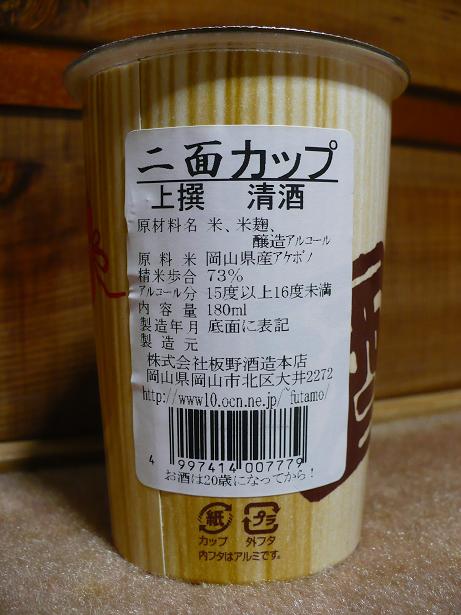 二面カップ
上撰 清酒
原材料名 米、米麹、
醸造アルコール
原料米 岡山県産アケボノ
精米歩合 73%
アルコール分 15度以上16度未満
内容量 180ml
製造年月 底面に表記
製造元
株式会社板野酒造本店
岡山県岡山市北区大井2272
http://www10.ocn.ne.jp/~futamo/
4 997414 007779
お酒は20歳になってから!
紙 プラ
カップ 外フタ
内フタはアルミです。